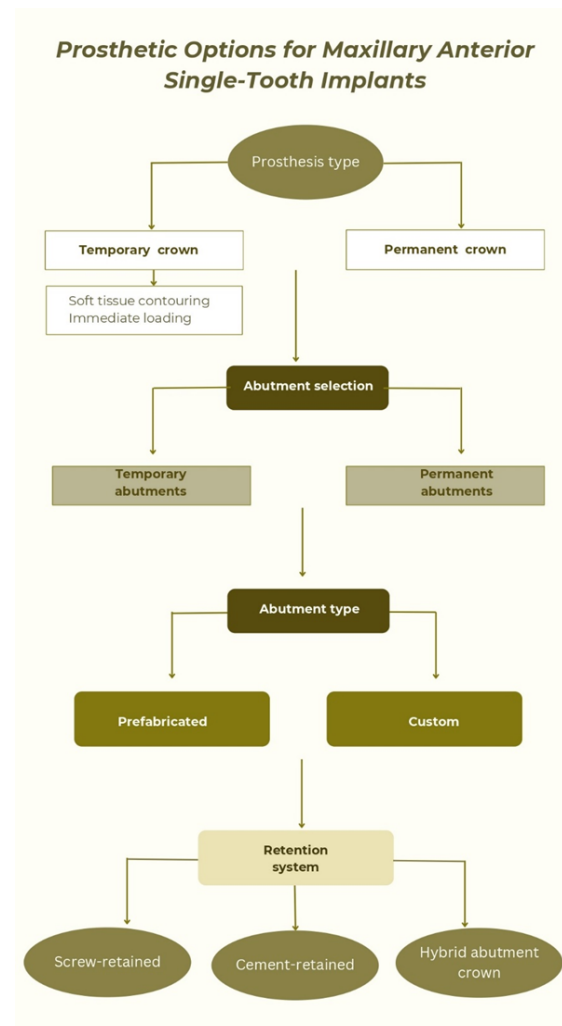 Prosthetic Options for Maxillary Anterior
Single-Tooth Implants
Prosthesis type
Temporary crown
Permanent crown
Soft tissue contouring
Immediate loading
Abutment selection
Temporary
abutments
Permanent
abutments
Abutment type
Prefabricated
Custom
Retention
system
Screw-retained
Cement-retained
Hybrid abutment
crown